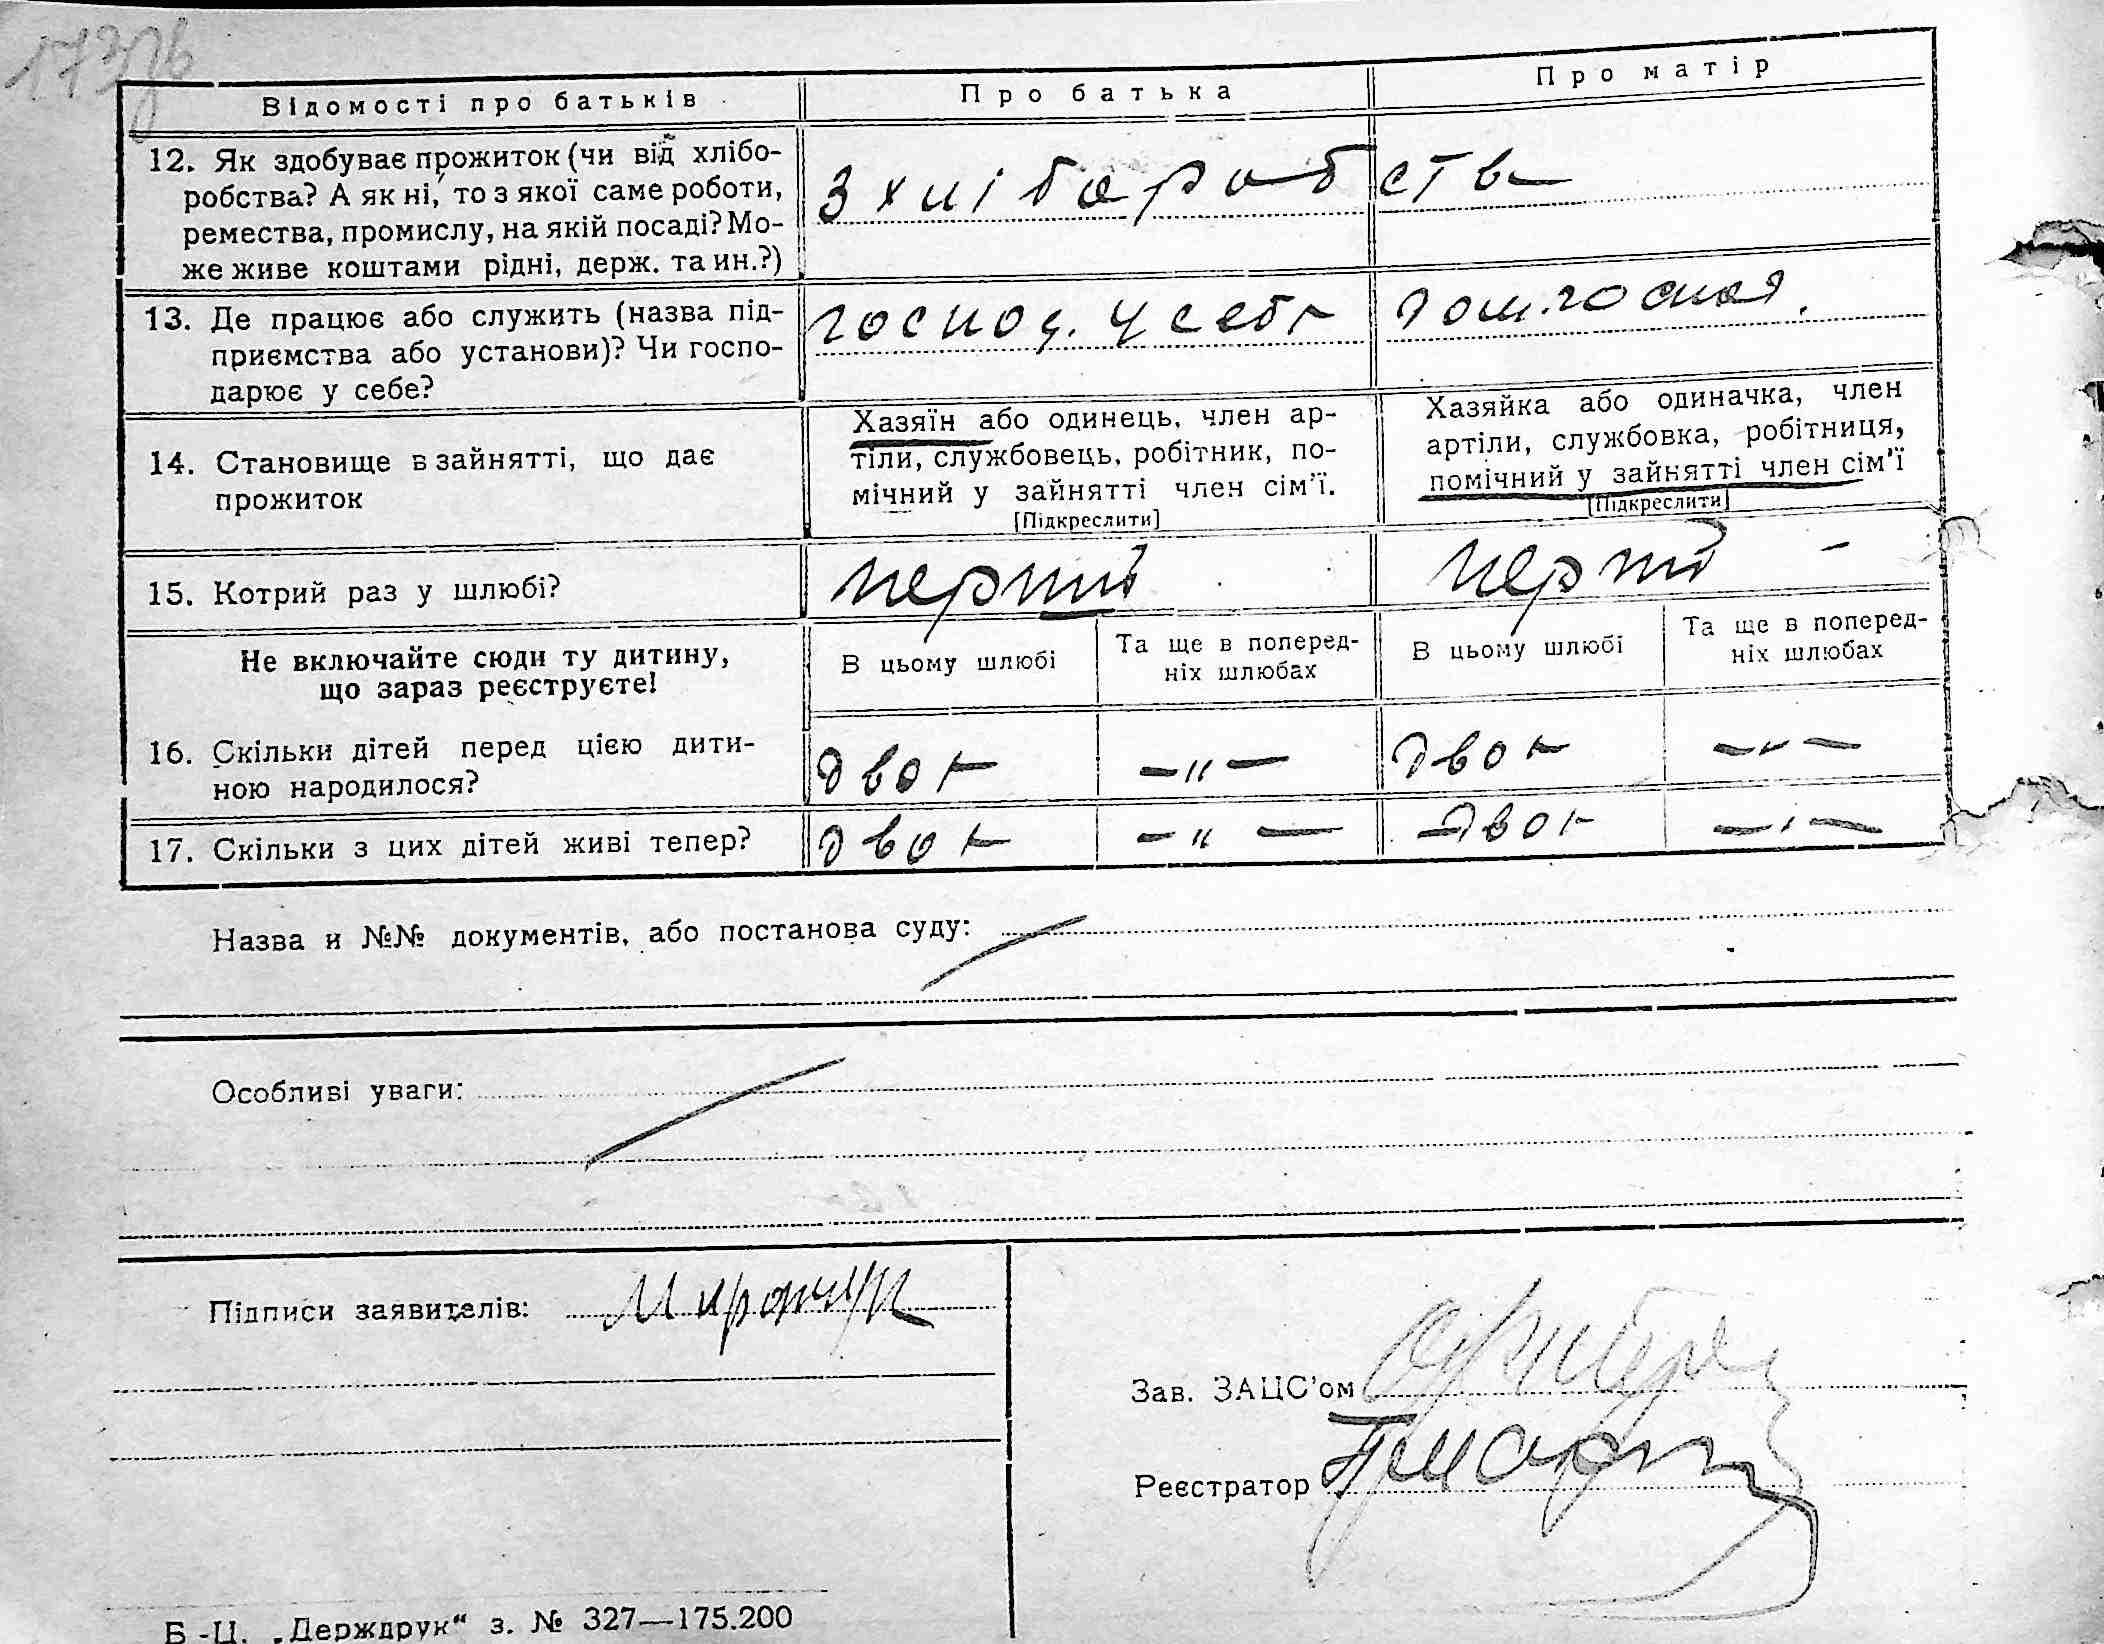 173зв
Відомості про батьків
Про батька
Про матір
12. Як здобуває прожиток (чи від хлібо-
робства? А як ні, то з якої саме роботи,
ремества, промислу, на якій посаді? Мо-
же живе коштами рідні, держ. та ин.?)
З хліборобства
13. Де працює або служить (назва під-
приємства або установи)? Чи госпо-
дарює у себе?
господ. у себе
14. Становище в зайнятті, що дає
прожиток
Хазяїн або одинець, член ар-
тіли, службовець, робітник, по-
мічний у зайнятті член сім'ї.
[Підкреслити]
Хазяйка або одиначка, член
артіли, службовка, робітниця,
помічний у зайнятті член сім'ї
[Підкреслити]
15. Котрий раз у шлюбі?
перший
перший -
Не включайте сюди ту дитину,
що зараз реєструєте!
В цьому шлюбі
Та ще в поперед-
ніх шлюбах
В цьому шлюбі
Та ще в поперед-
ніх шлюбах
16. Скільки дітей перед цією дити-
ною народилося?
двое
—"—
двое
—"—
17. Скільки з цих дітей живі тепер?
двое
—"—
двое
—"—
Назва и №№ документів, або постанова суду:
Особливі уваги:
Підписи заявителів: Мирончук
Зав. ЗАЦС'ом
Реєстратор
Б-Ц. „Держдрук“ з. № 327—175.200